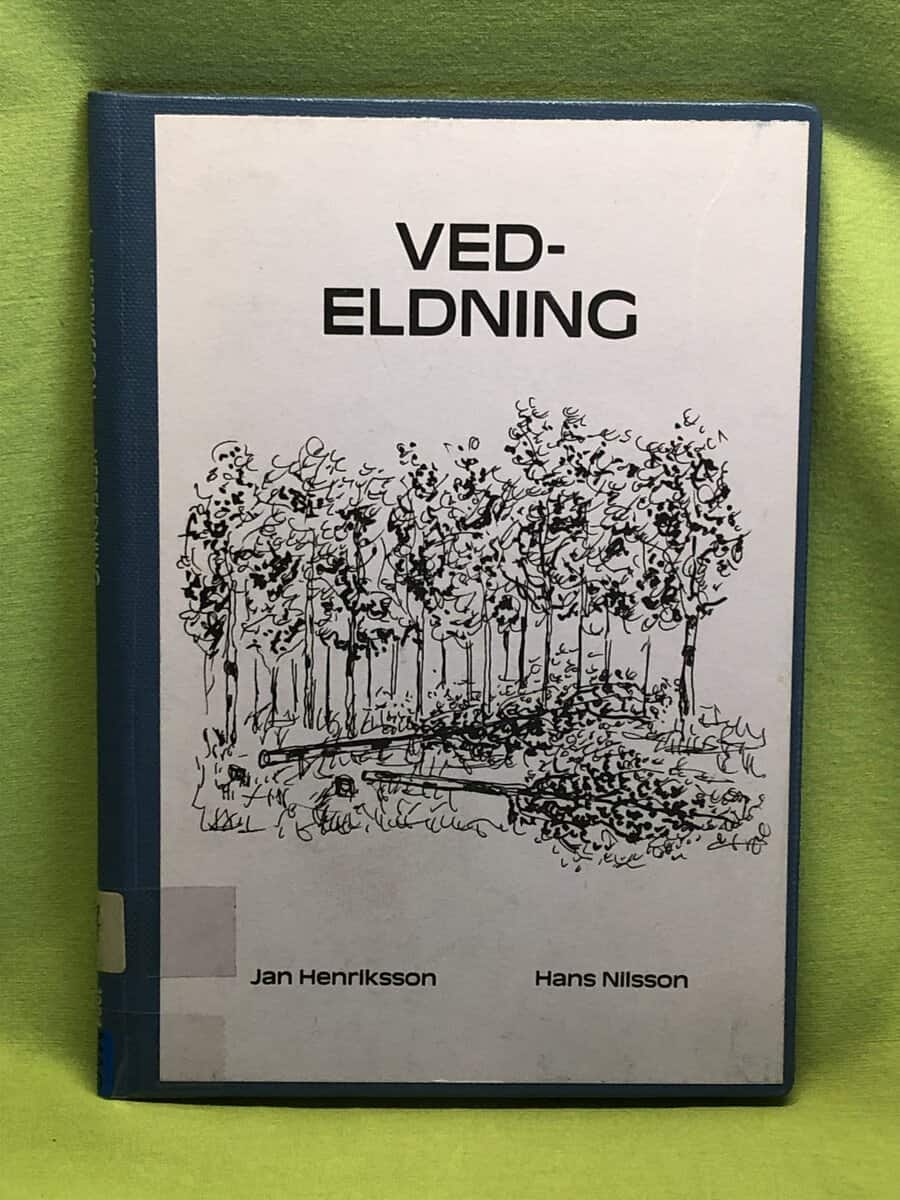 VED-
ELDNING
Jan Henriksson
Hans Nilsson